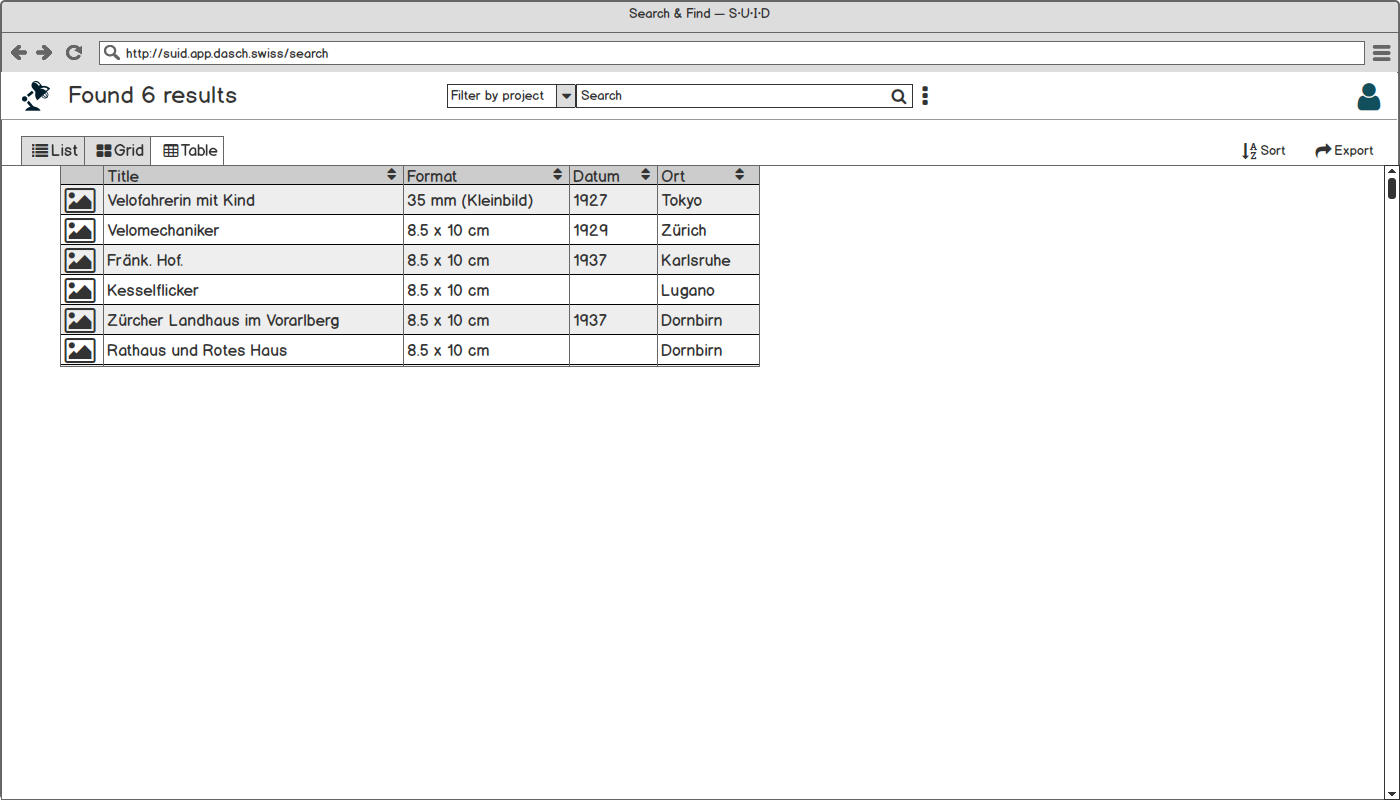 Search & Find — S·U·I·D
http://suid.app.dasch.swiss/search
Found 6 results
Filter by project
Search
List Grid Table
Sort Export
Title Format Datum Ort
Velofahrerin mit Kind 35 mm (Kleinbild) 1927 Tokyo
Velomechaniker 8.5 x 10 cm 1929 Zürich
Fränk. Hof. 8.5 x 10 cm 1937 Karlsruhe
Kesselflicker 8.5 x 10 cm Lugano
Zürcher Landhaus im Vorarlberg 8.5 x 10 cm 1937 Dornbirn
Rathaus und Rotes Haus 8.5 x 10 cm Dornbirn